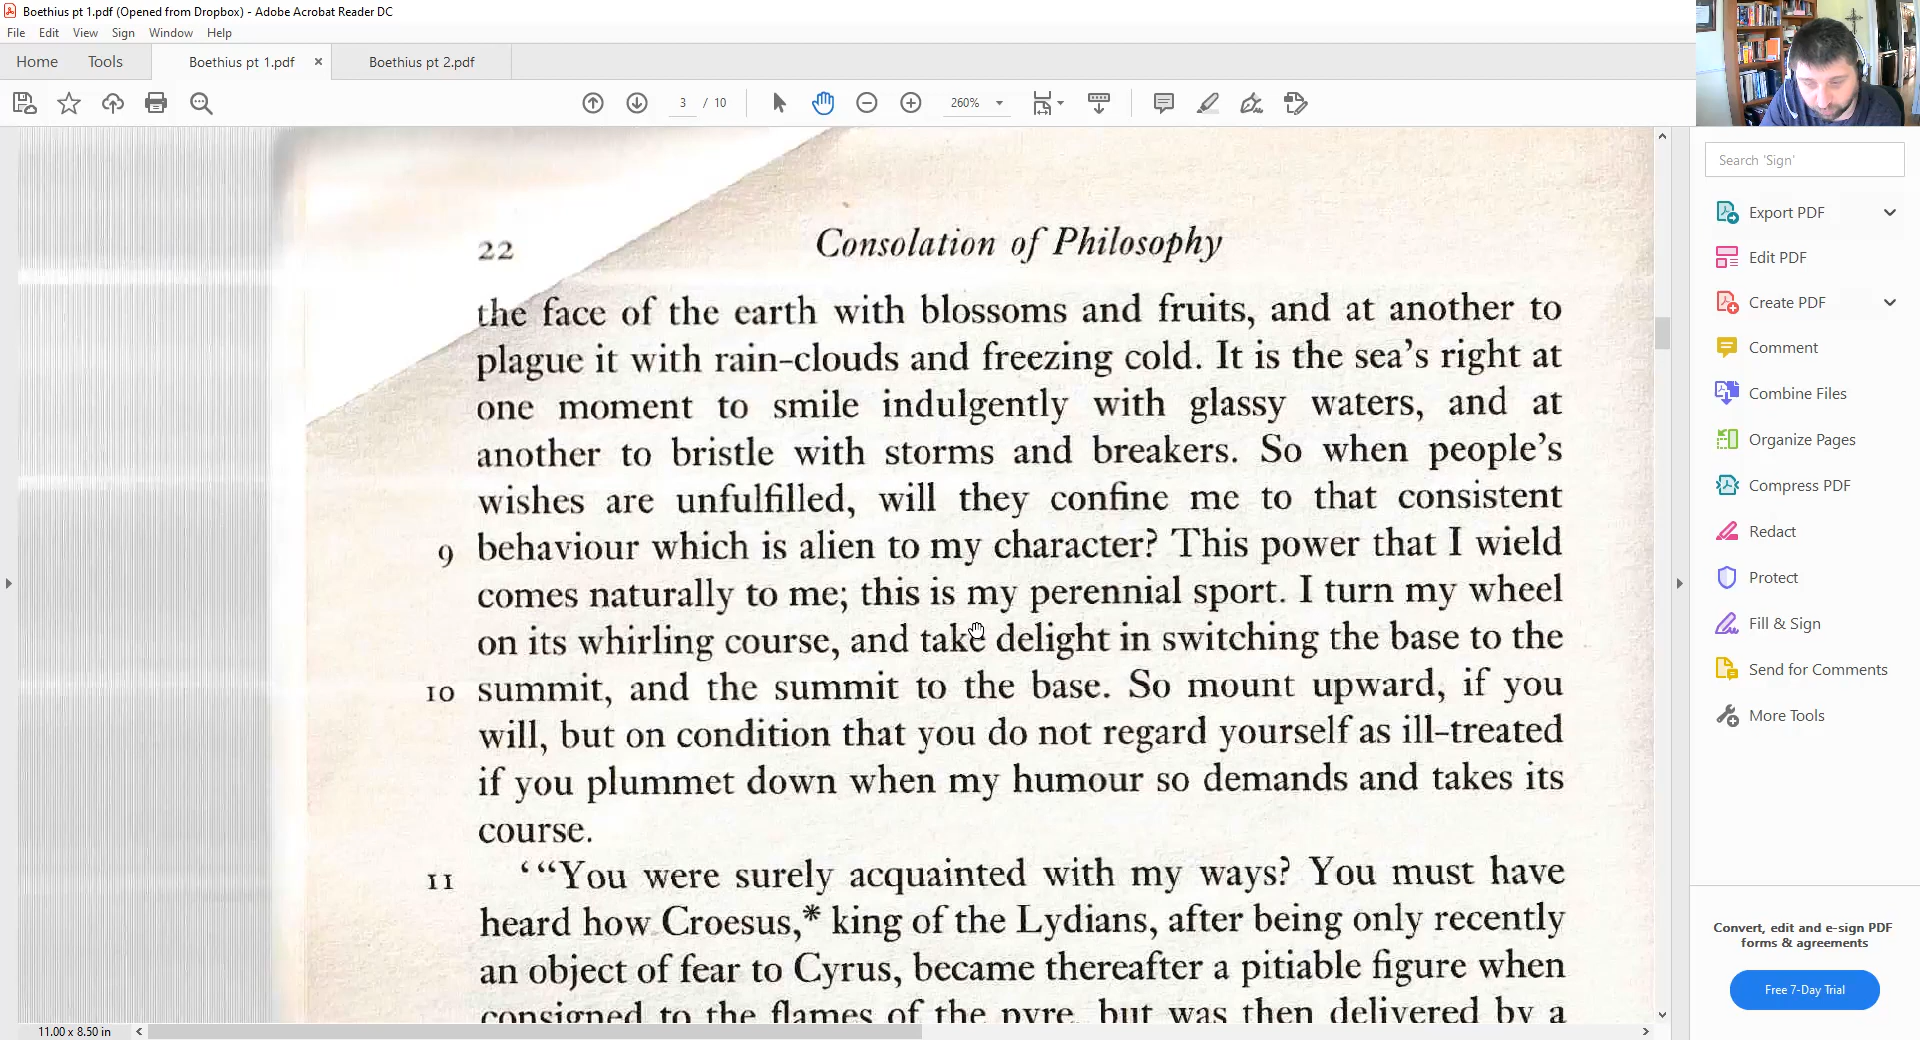 Boethius pt 1.pdf (Opened from Dropbox) - Adobe Acrobat Reader DC
File Edit View Sign Window Help
Home Tools Boethius pt 1.pdf × Boethius pt 2.pdf
3 / 10 260%
Search 'Sign'
Export PDF
Edit PDF
Create PDF
Comment
Combine Files
Organize Pages
Compress PDF
Redact
Protect
Fill & Sign
Send for Comments
More Tools
Convert, edit and e-sign PDF
forms & agreements
Free 7-Day Trial
22 Consolation of Philosophy
the face of the earth with blossoms and fruits, and at another to
plague it with rain-clouds and freezing cold. It is the sea's right at
one moment to smile indulgently with glassy waters, and at
another to bristle with storms and breakers. So when people's
wishes are unfulfilled, will they confine me to that consistent
9 behaviour which is alien to my character? This power that I wield
comes naturally to me; this is my perennial sport. I turn my wheel
on its whirling course, and take delight in switching the base to the
10 summit, and the summit to the base. So mount upward, if you
will, but on condition that you do not regard yourself as ill-treated
if you plummet down when my humour so demands and takes its
course.
11 ‘“You were surely acquainted with my ways? You must have
heard how Croesus,* king of the Lydians, after being only recently
an object of fear to Cyrus, became thereafter a pitiable figure when
consigned to the flames of the pyre, but was then delivered by a
11.00 x 8.50 in